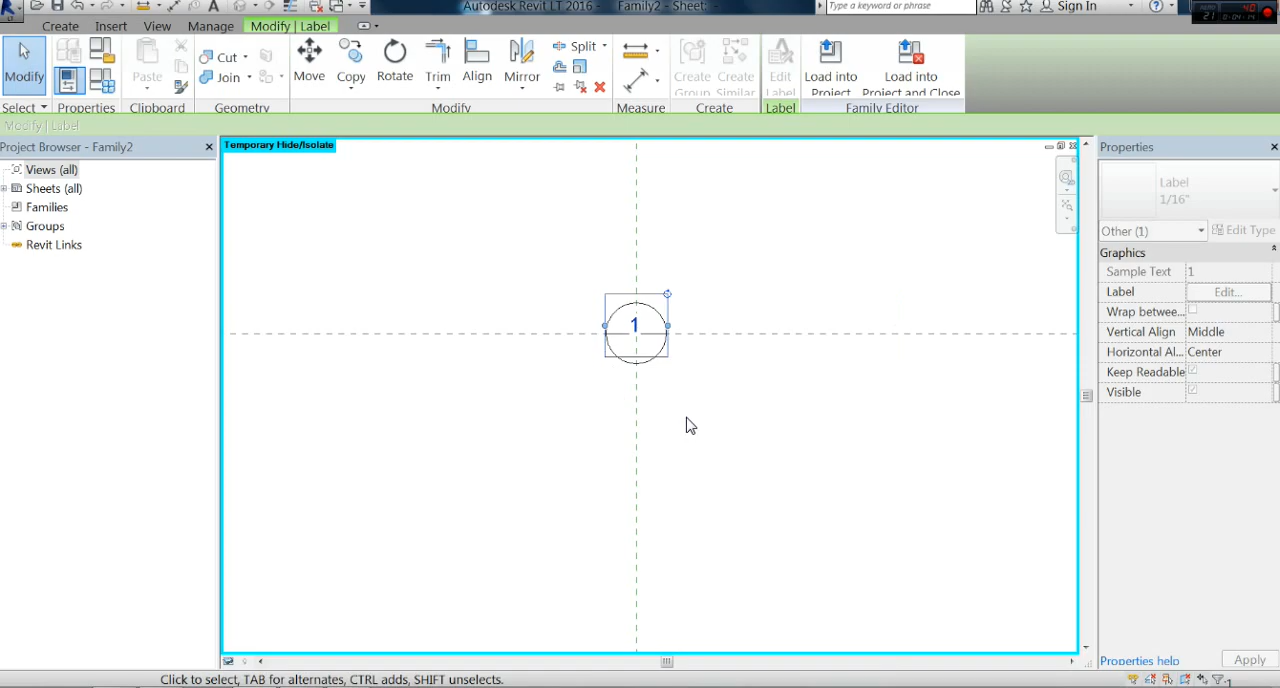 Autodesk Revit LT 2016 - Family2 - Sheet: -
Type a keyword or phrase
Sign In
40
21 0:04:14
Create Insert View Manage Modify | Label
Modify Paste Cut Join Move Copy Rotate Trim Align Mirror Split Create Group Create Similar Edit Label Load into Project Load into Project and Close
Select Properties Clipboard Geometry Modify Measure Create Label Family Editor
Modify | Label
Project Browser - Family2
Views (all)
Sheets (all)
Families
Groups
Revit Links
Temporary Hide/Isolate
1
Properties
Label
1/16"
Other (1) Edit Type
Graphics
Sample Text 1
Label Edit...
Wrap betwee...
Vertical Align Middle
Horizontal Al... Center
Keep Readable
Visible
Properties help Apply
Click to select, TAB for alternates, CTRL adds, SHIFT unselects.